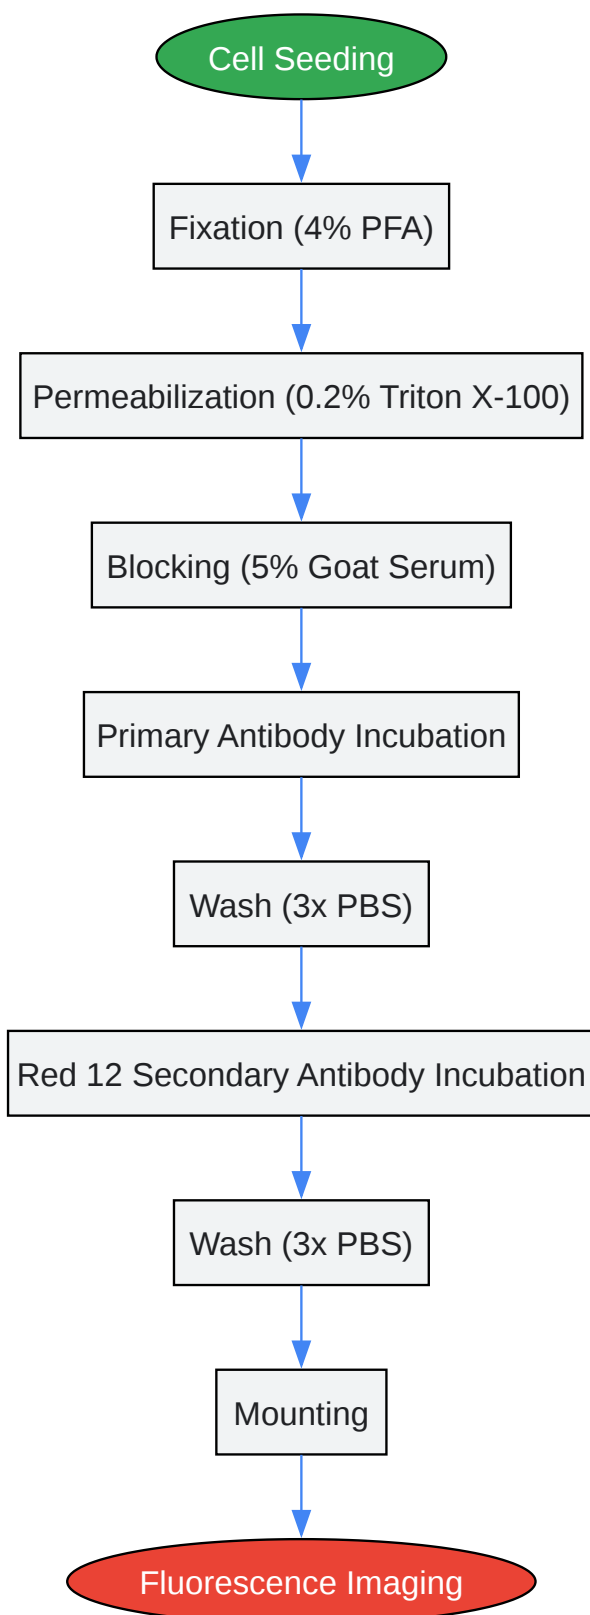 Cell Seeding
Fixation (4% PFA)
Permeabilization (0.2% Triton X-100)
Blocking (5% Goat Serum)
Primary Antibody Incubation
Wash (3x PBS)
Red 12 Secondary Antibody Incubation
Wash (3x PBS)
Mounting
Fluorescence Imaging